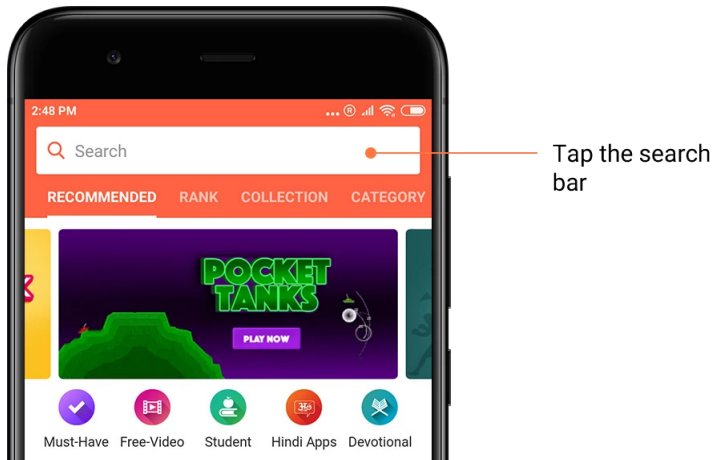 2:48 PM
Search
Tap the search
bar
RECOMMENDED RANK COLLECTION CATEGORY
POCKET
TANKS
PLAY NOW
Must-Have Free-Video Student Hindi Apps Devotional